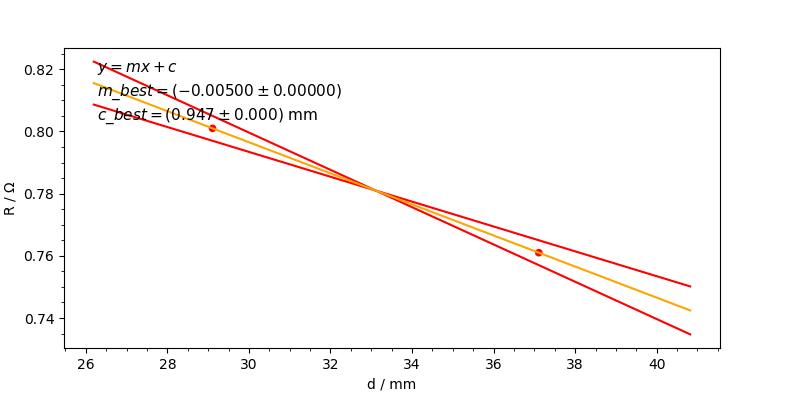 y = mx + c
m_best = (−0.00500 ± 0.00000)
c_best = (0.947 ± 0.000) mm
0.82
0.80
0.78
0.76
0.74
R / Ω
26 28 30 32 34 36 38 40
d / mm